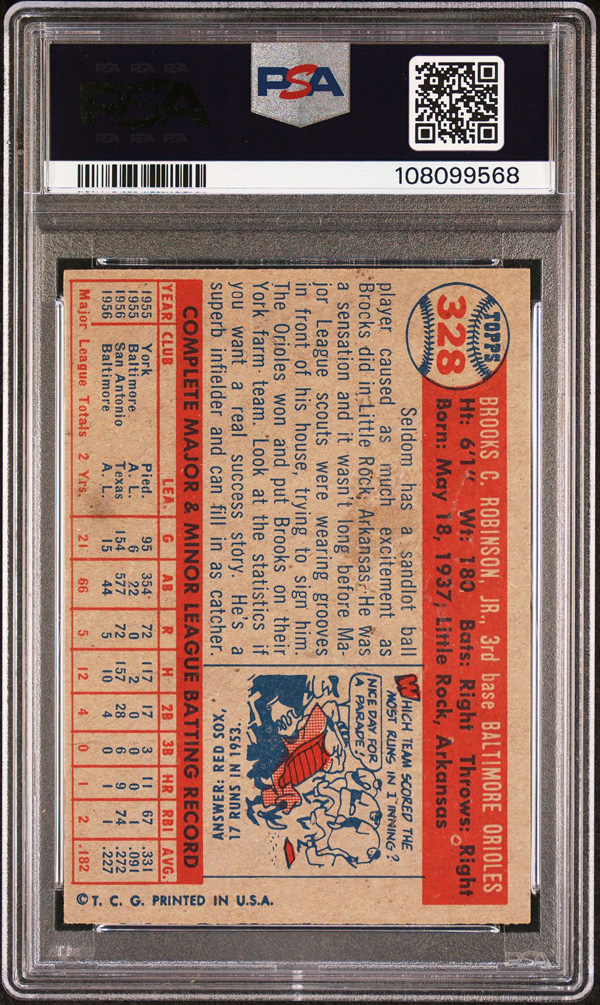 PSA
PSA
108099568
TOPPS
328
BROOKS C. ROBINSON, JR., 3rd base BALTIMORE ORIOLES
Ht: 6'1" Wt: 180 Bats: Right Throws: Right
Born: May 18, 1937, Little Rock, Arkansas
Seldom has a sandlot ball
player caused as much excitement as
Brooks did in Little Rock, Arkansas. He was
a sensation and it wasn't long before Ma-
jor League scouts were wearing grooves
in front of his house, trying to sign him.
The Orioles won and put Brooks on their
York farm team. Look at the statistics if
you want a real success story. He's a
superb infielder and can fill in as catcher.
WHICH TEAM SCORED THE
MOST RUNS IN 1 INNING?
NICE DAY FOR
A PARADE!
ANSWER: RED SOX,
17 RUNS IN 1953.
COMPLETE MAJOR & MINOR LEAGUE BATTING RECORD
YEAR CLUB LEA. G AB R H 2B 3B HR RBI AVG.
1955 York Pied. 95 354 72 117 17 3 11 67 .331
1955 Baltimore A. L. 6 22 0 2 0 0 0 1 .091
1956 San Antonio Texas 154 577 72 157 28 6 9 74 .272
1956 Baltimore A. L. 15 44 5 10 4 0 1 1 .227
Major League Totals 2 Yrs. 21 66 5 12 4 0 1 2 .182
© T. C. G. PRINTED IN U.S.A.
PSA